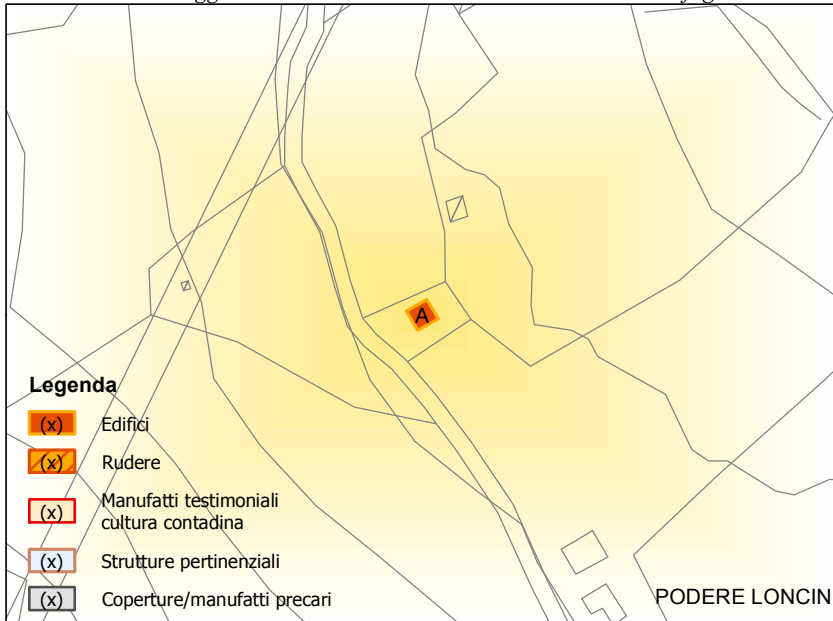 A
Legenda
(x) Edifici
(x) Rudere
(x) Manufatti testimoniali
cultura contadina
(x) Strutture pertinenziali
(x) Coperture/manufatti precari
PODERE LONCIN